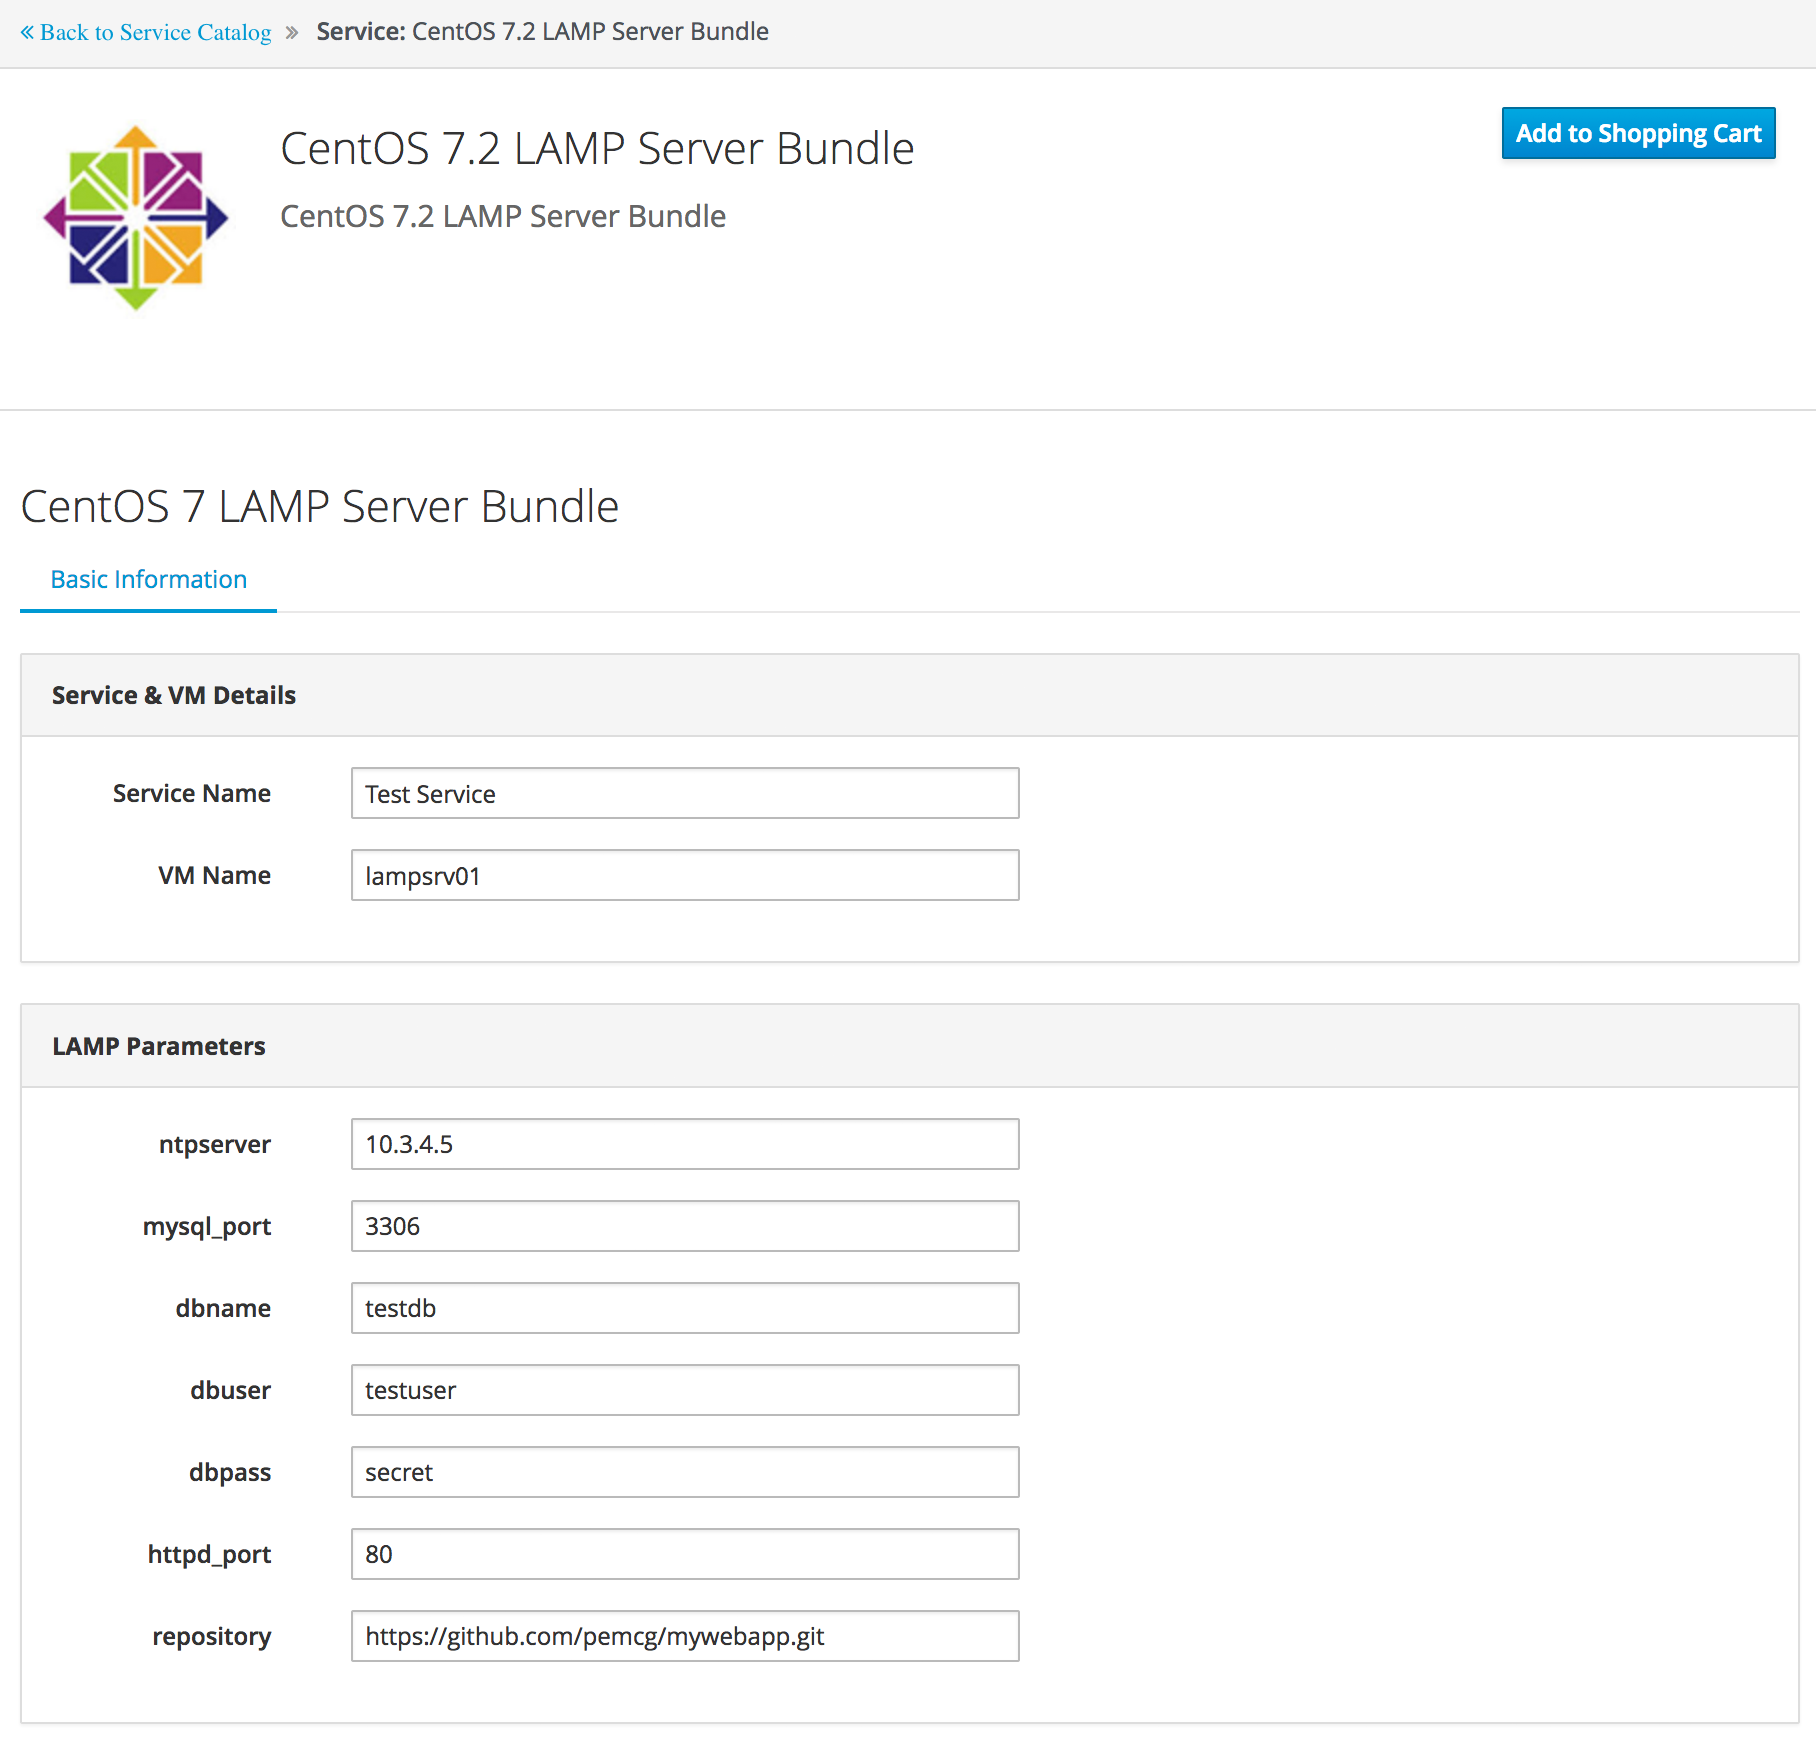 « Back to Service Catalog » Service: CentOS 7.2 LAMP Server Bundle
CentOS 7.2 LAMP Server Bundle
Add to Shopping Cart
CentOS 7.2 LAMP Server Bundle
CentOS 7 LAMP Server Bundle
Basic Information
Service & VM Details
Service Name Test Service
VM Name lampsrv01
LAMP Parameters
ntpserver 10.3.4.5
mysql_port 3306
dbname testdb
dbuser testuser
dbpass secret
httpd_port 80
repository https://github.com/pemcg/mywebapp.git